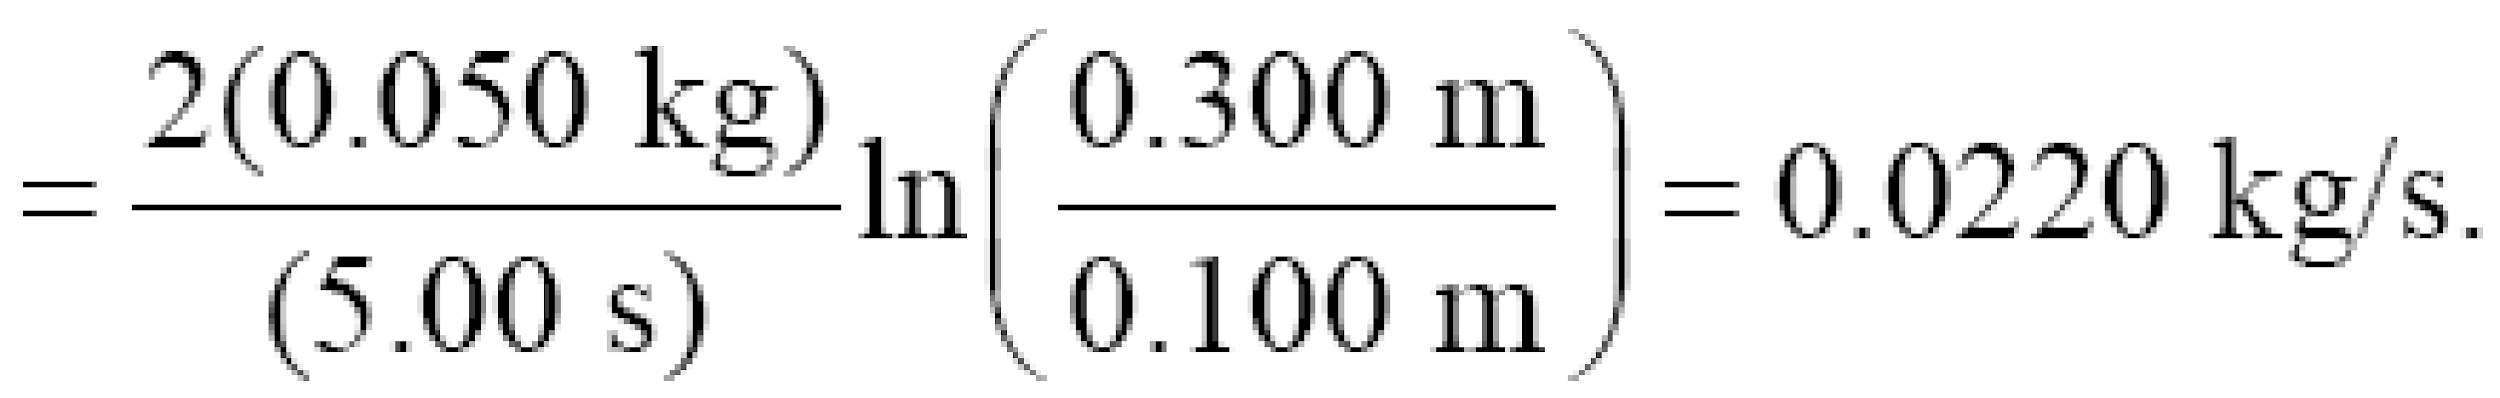 = 2(0.050 kg)/(5.00 s) ln(0.300 m/0.100 m) = 0.0220 kg/s.